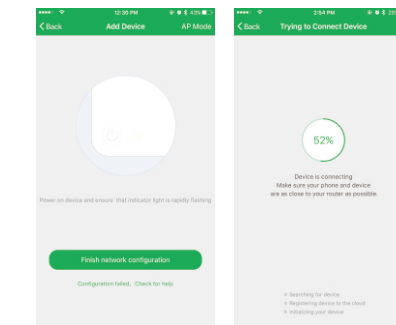 12:30 PM
43%
Back
Add Device
AP Mode
Power on device and ensure that indicator light is rapidly flashing
Finish network configuration
Configuration failed, Check for help
2:54 PM
Back
Trying to Connect Device
52%
Device is connecting
Make sure your phone and device
are as close to your router as possible.
Searching for device
Registering device to the cloud
Initializing your device